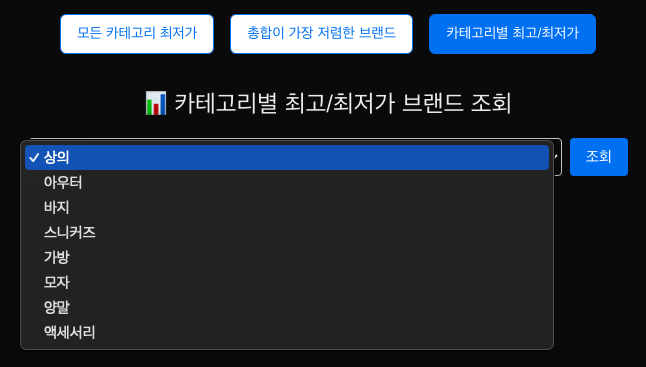 모든 카테고리 최저가 총합이 가장 저렴한 브랜드 카테고리별 최고/최저가
📊 카테고리별 최고/최저가 브랜드 조회
✓ 상의
조회
아우터
바지
스니커즈
가방
모자
양말
액세서리